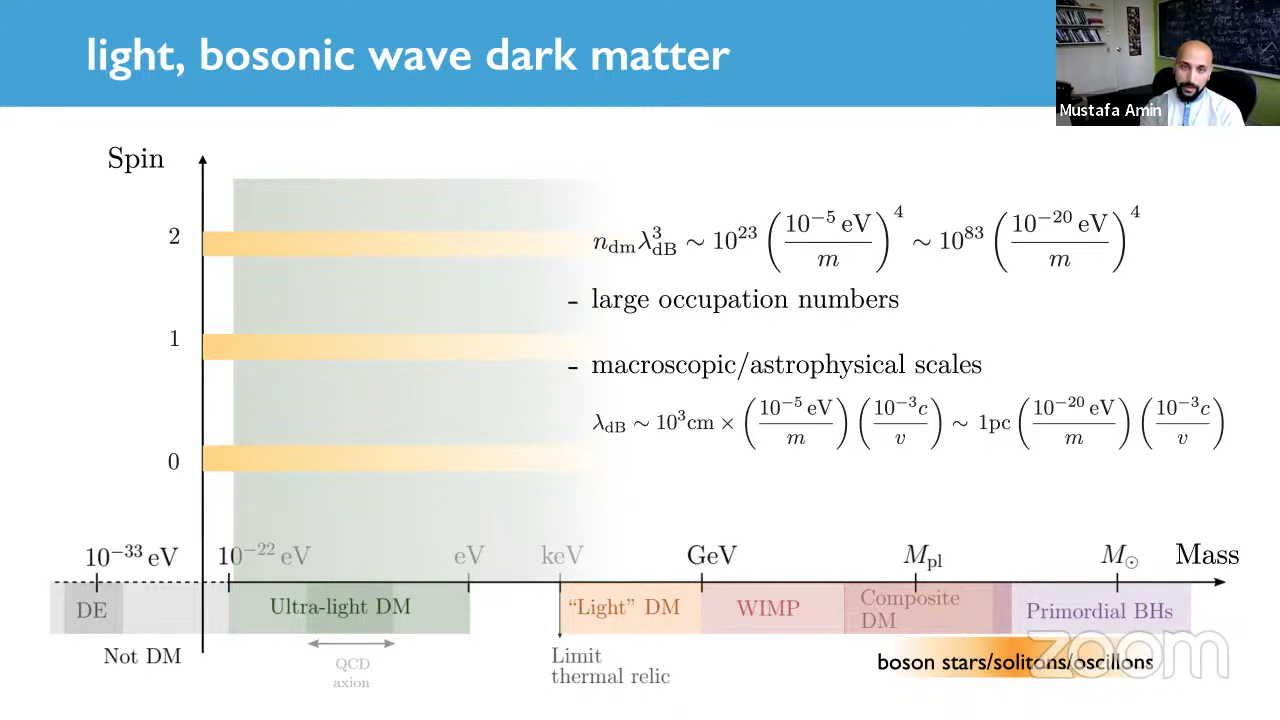 light, bosonic wave dark matter
Mustafa Amin
Spin
2
1
0
n_dm λ_dB^3 ∼ 10^23 (10^−5 eV / m)^4 ∼ 10^83 (10^−20 eV / m)^4
- large occupation numbers
- macroscopic/astrophysical scales
λ_dB ∼ 10^3 cm × (10^−5 eV / m) (10^−3 c / v) ∼ 1pc (10^−20 eV / m) (10^−3 c / v)
10^−33 eV 10^−22 eV eV keV GeV M_pl M_⊙ Mass
DE Ultra-light DM “Light” DM WIMP Composite DM Primordial BHs
Not DM
QCD
axion
Limit
thermal relic
boson stars/solitons/oscillons
zoom